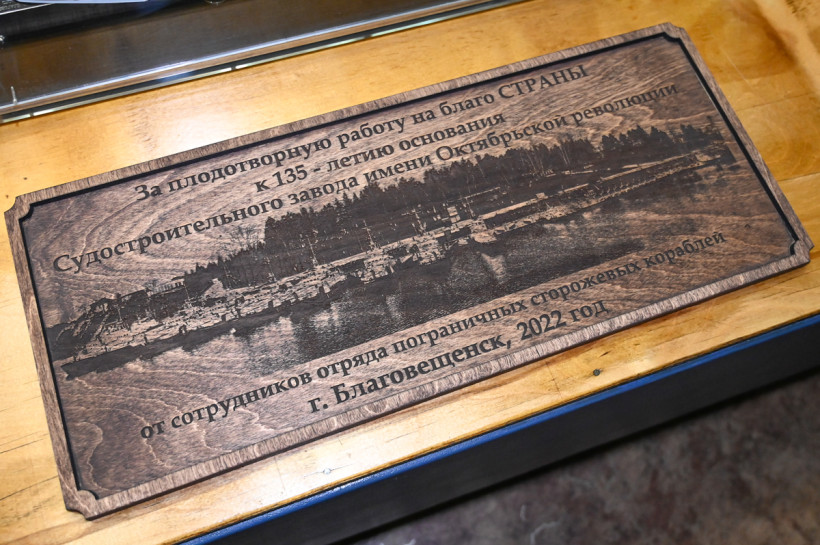 За плодотворную работу на благо СТРАНЫ
к 135 - летию основания
Судостроительного завода имени Октябрьской революции
от сотрудников отряда пограничных сторожевых кораблей
г. Благовещенск, 2022 год